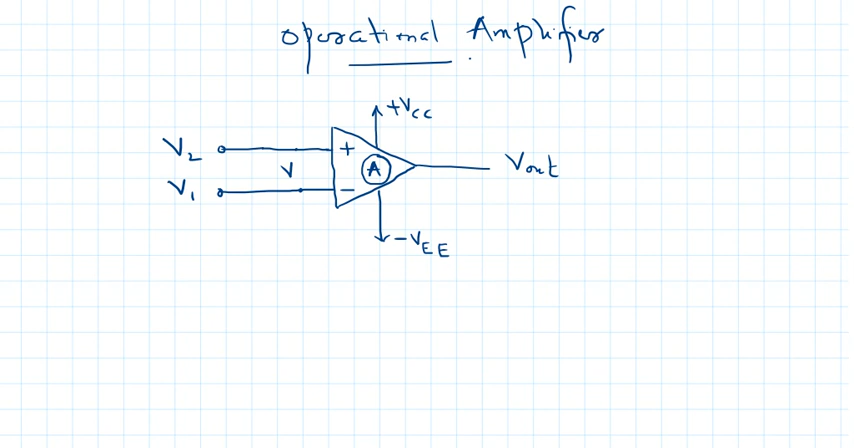 Operational Amplifier
+VCC
V2
+
V
A
Vout
V1
−
−VEE